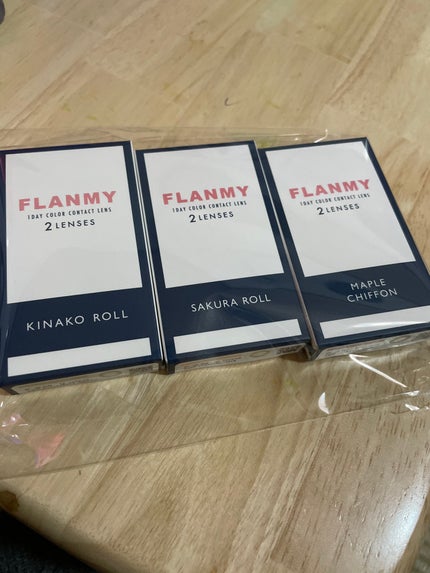 FLANMY
1DAY COLOR CONTACT LENS
2 LENSES
KINAKO ROLL
FLANMY
1DAY COLOR CONTACT LENS
2 LENSES
SAKURA ROLL
FLANMY
1DAY COLOR CONTACT LENS
2 LENSES
MAPLE
CHIFFON